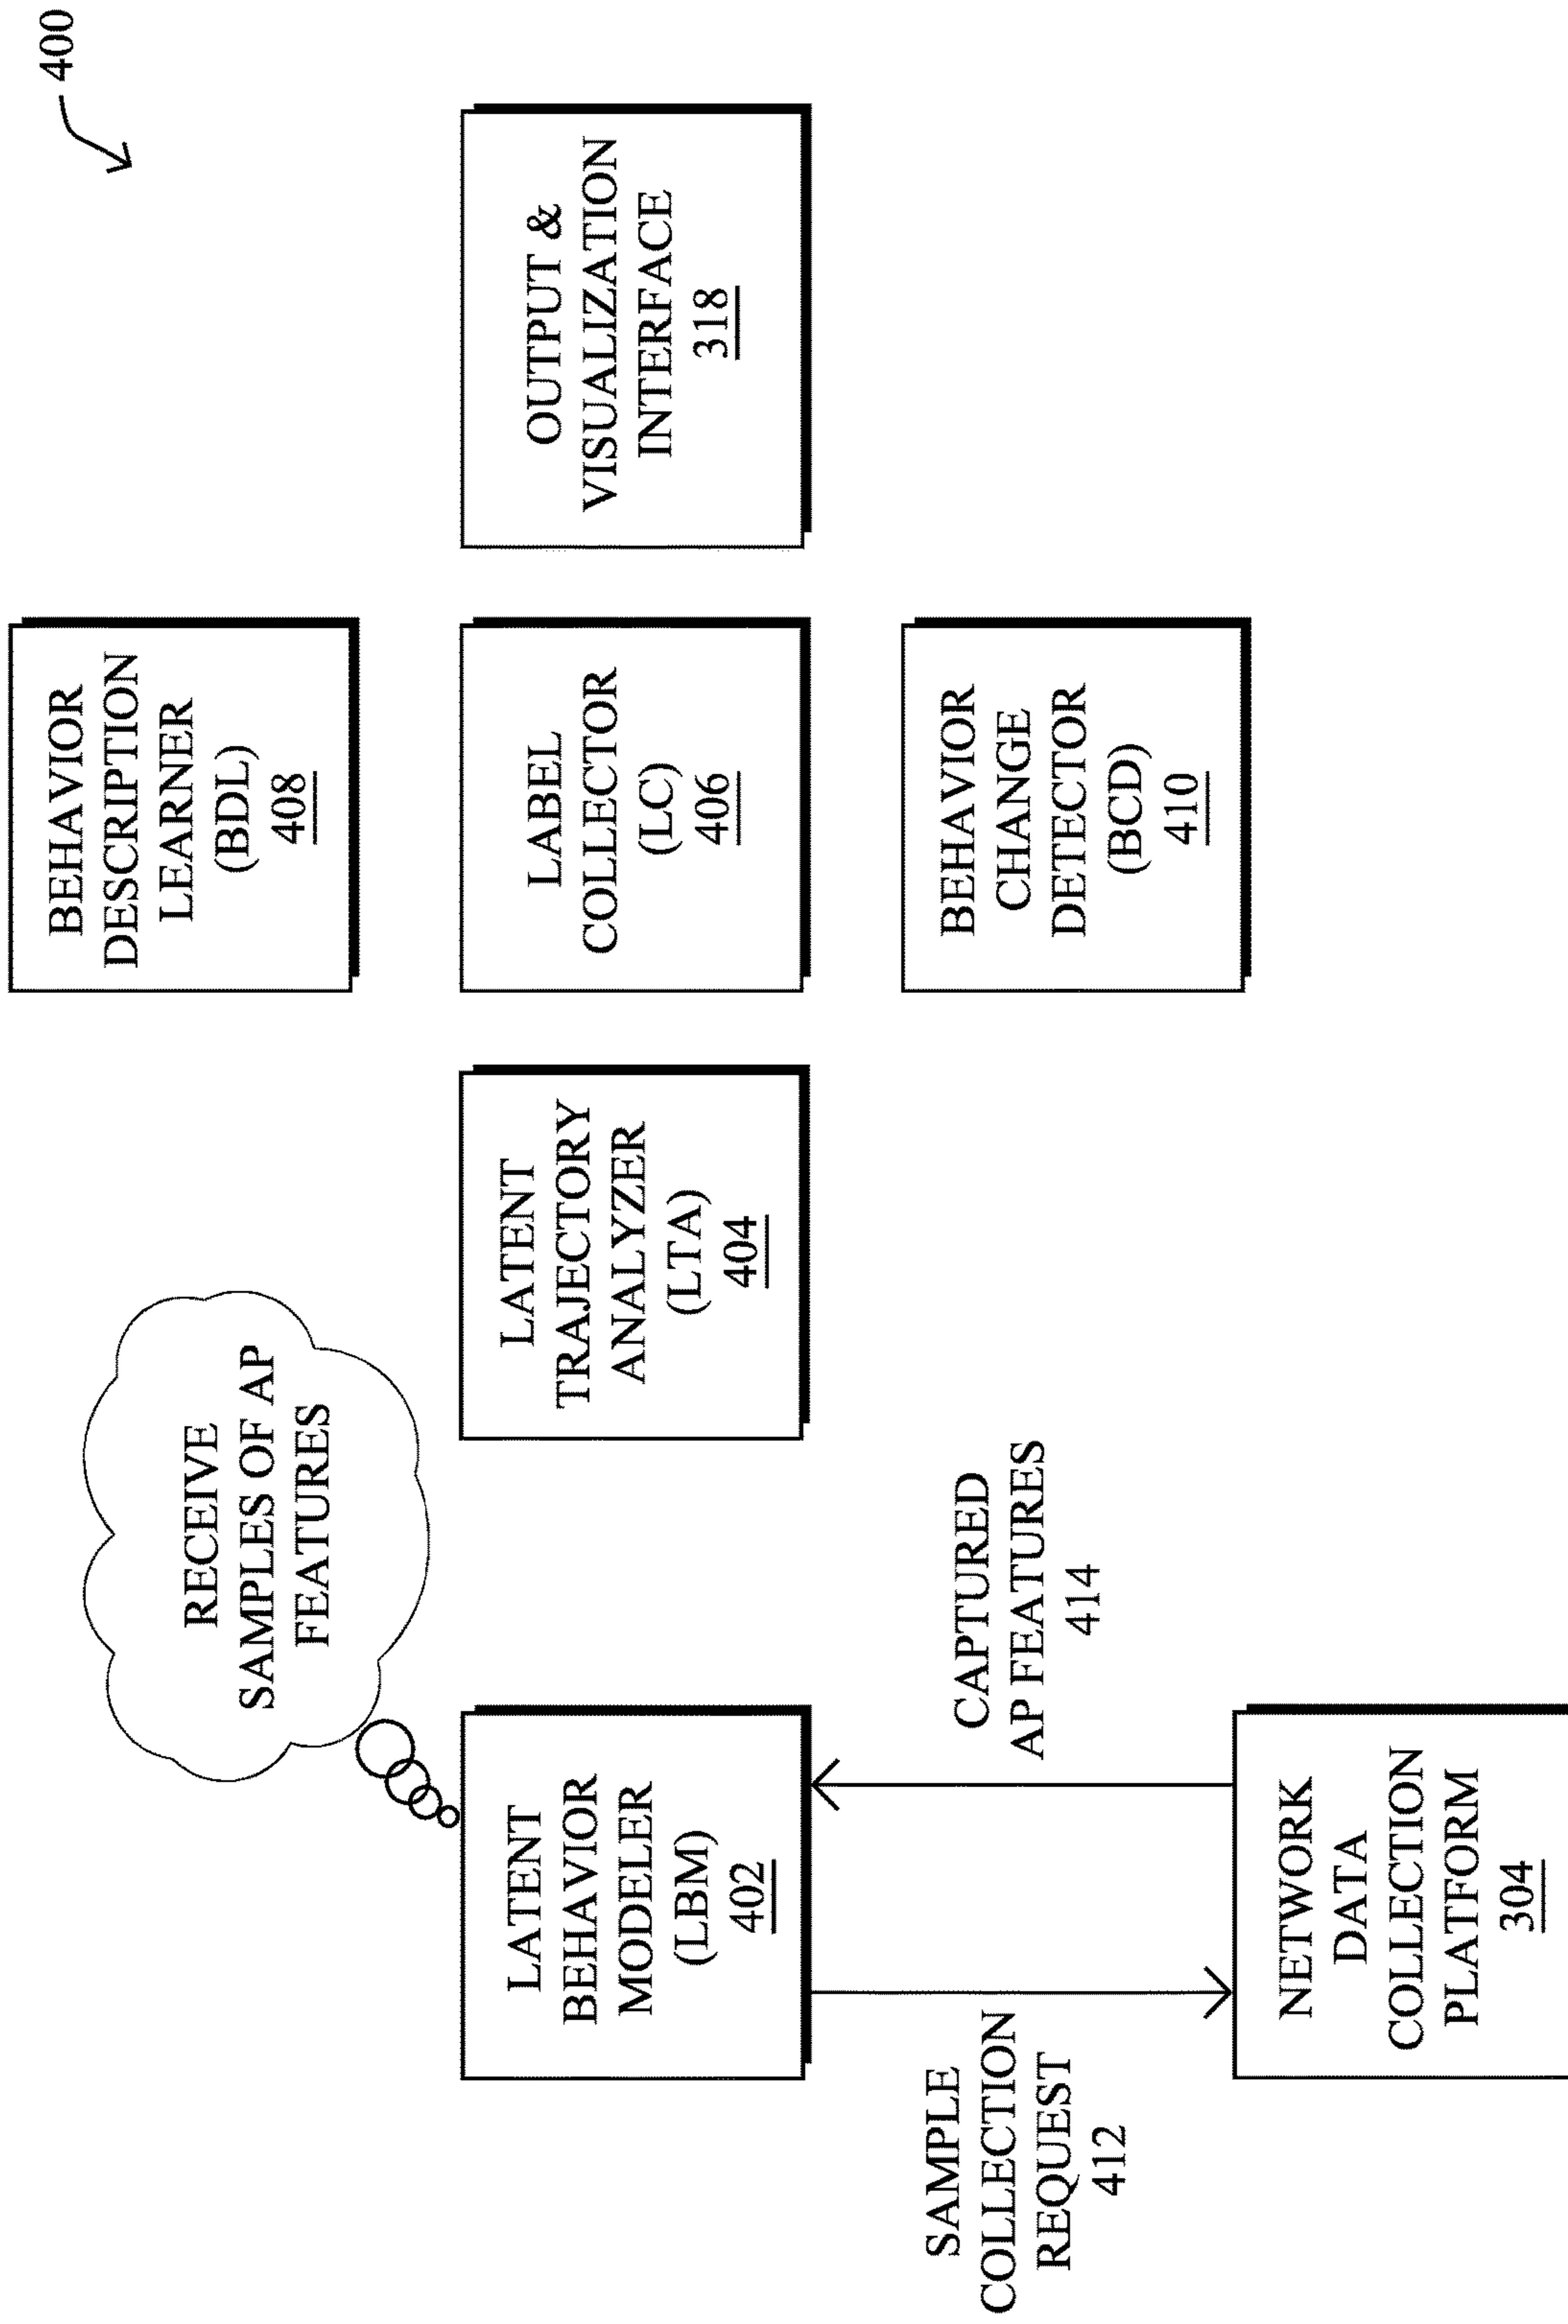 400
RECEIVE
SAMPLES OF AP
FEATURES
BEHAVIOR
DESCRIPTION
LEARNER
(BDL)
408
LATENT
BEHAVIOR
MODELER
(LBM)
402
LATENT
TRAJECTORY
ANALYZER
(LTA)
404
LABEL
COLLECTOR
(LC)
406
OUTPUT &
VISUALIZATION
INTERFACE
318
SAMPLE
COLLECTION
REQUEST
412
CAPTURED
AP FEATURES
414
BEHAVIOR
CHANGE
DETECTOR
(BCD)
410
NETWORK
DATA
COLLECTION
PLATFORM
304